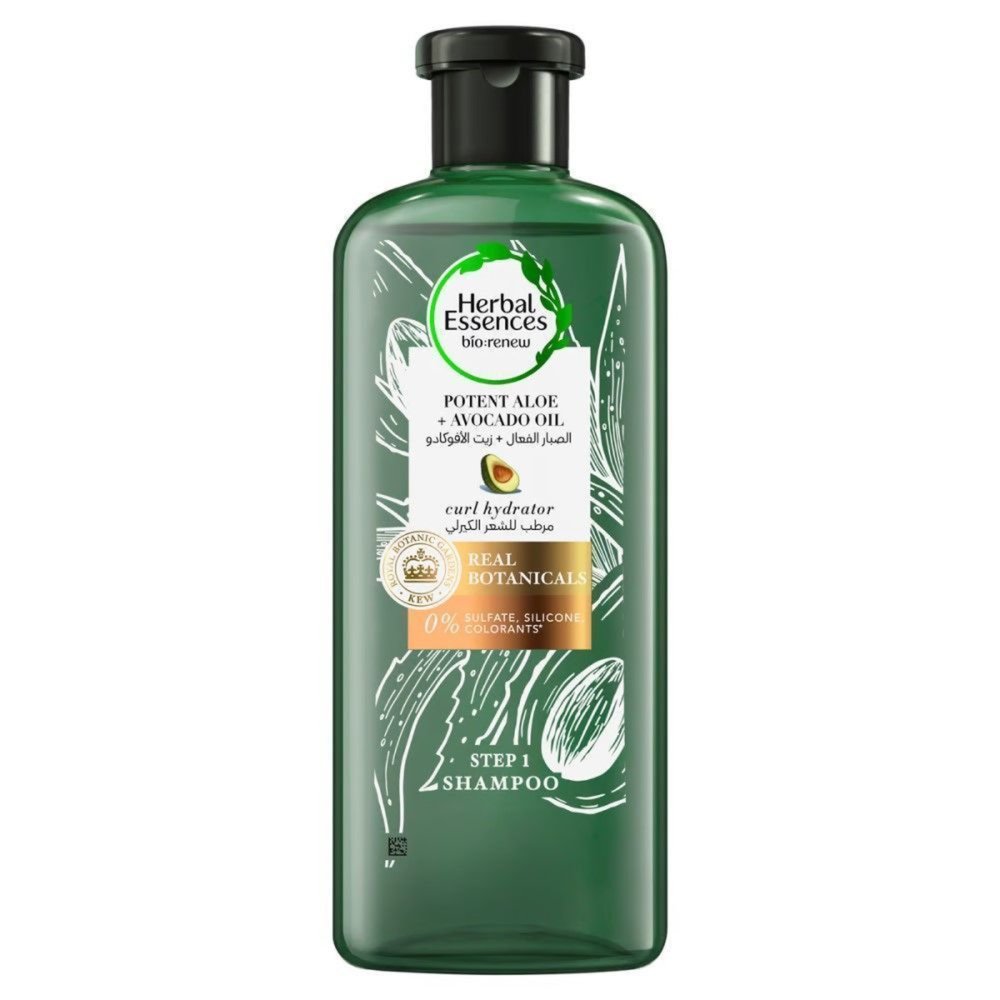 Herbal
Essences
bío:renew
POTENT ALOE
+ AVOCADO OIL
الصبار الفعال + زيت الأفوكادو
curl hydrator
مرطب للشعر الكيرلي
ROYAL BOTANIC GARDENS
KEW
REAL
BOTANICALS
0% SULFATE, SILICONE,
COLORANTS*
STEP 1
SHAMPOO